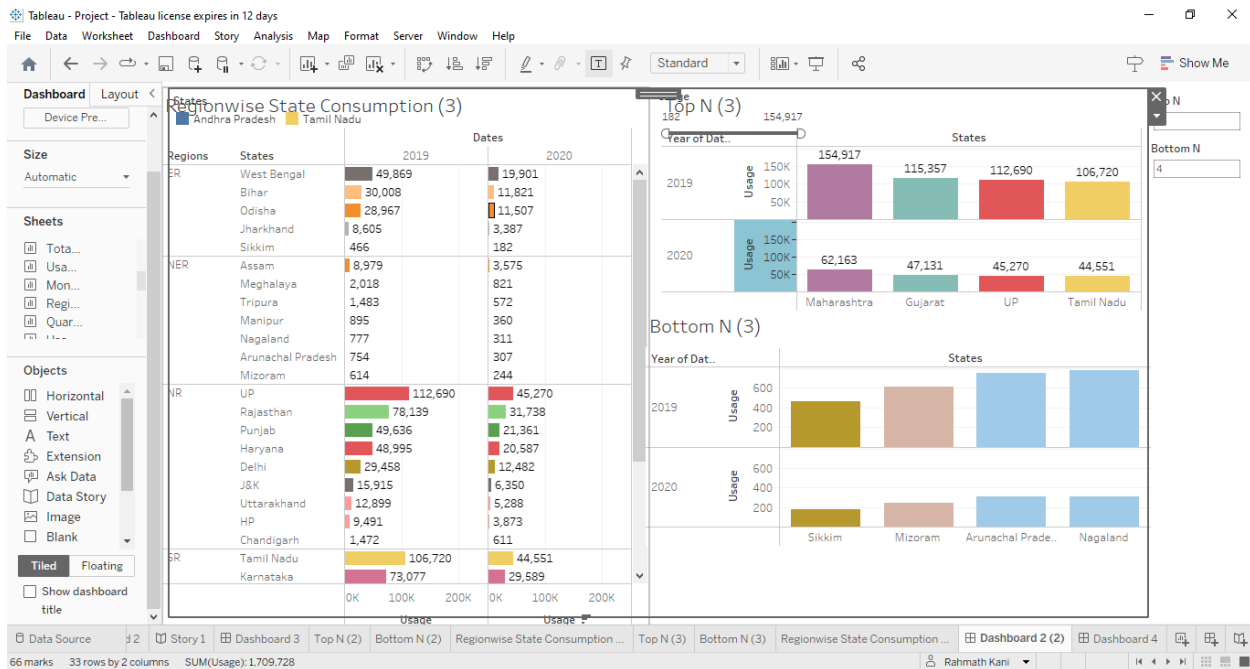 Tableau - Project - Tableau license expires in 12 days
File Data Worksheet Dashboard Story Analysis Map Format Server Window Help
Standard
Show Me
Dashboard Layout
Device Pre...
Size
Automatic
Sheets
Tota...
Usa...
Mon...
Regi...
Quar...
Objects
Horizontal
Vertical
A Text
Extension
Ask Data
Data Story
Image
Blank
Tiled Floating
Show dashboard
title
States
Regionwise State Consumption (3)
Andhra Pradesh Tamil Nadu
Dates
Regions States 2019 2020
ER West Bengal 49,869 19,901
Bihar 30,008 11,821
Odisha 28,967 11,507
Jharkhand 8,605 3,387
Sikkim 466 182
NER Assam 8,979 3,575
Meghalaya 2,018 821
Tripura 1,483 572
Manipur 895 360
Nagaland 777 311
Arunachal Pradesh 754 307
Mizoram 614 244
NR UP 112,690 45,270
Rajasthan 78,139 31,738
Punjab 49,636 21,361
Haryana 48,995 20,587
Delhi 29,458 12,482
J&K 15,915 6,350
Uttarakhand 12,899 5,288
HP 9,491 3,873
Chandigarh 1,472 611
SR Tamil Nadu 106,720 44,551
Karnataka 73,077 29,589
0K 100K 200K 0K 100K 200K
Usage Usage
Usage
Top N (3)
182 154,917
Year of Dat.. States
2019 Usage 150K 100K 50K
154,917 115,357 112,690 106,720
2020 Usage 150K 100K 50K
62,163 47,131 45,270 44,551
Maharashtra Gujarat UP Tamil Nadu
Bottom N (3)
Year of Dat.. States
2019 Usage 600 400 200
2020 Usage 600 400 200
Sikkim Mizoram Arunachal Prade.. Nagaland
Bottom N
4
Data Source Story 1 Dashboard 3 Top N (2) Bottom N (2) Regionwise State Consumption ... Top N (3) Bottom N (3) Regionwise State Consumption ... Dashboard 2 (2) Dashboard 4
66 marks 33 rows by 2 columns SUM(Usage): 1,709,728 Rahmath Kani